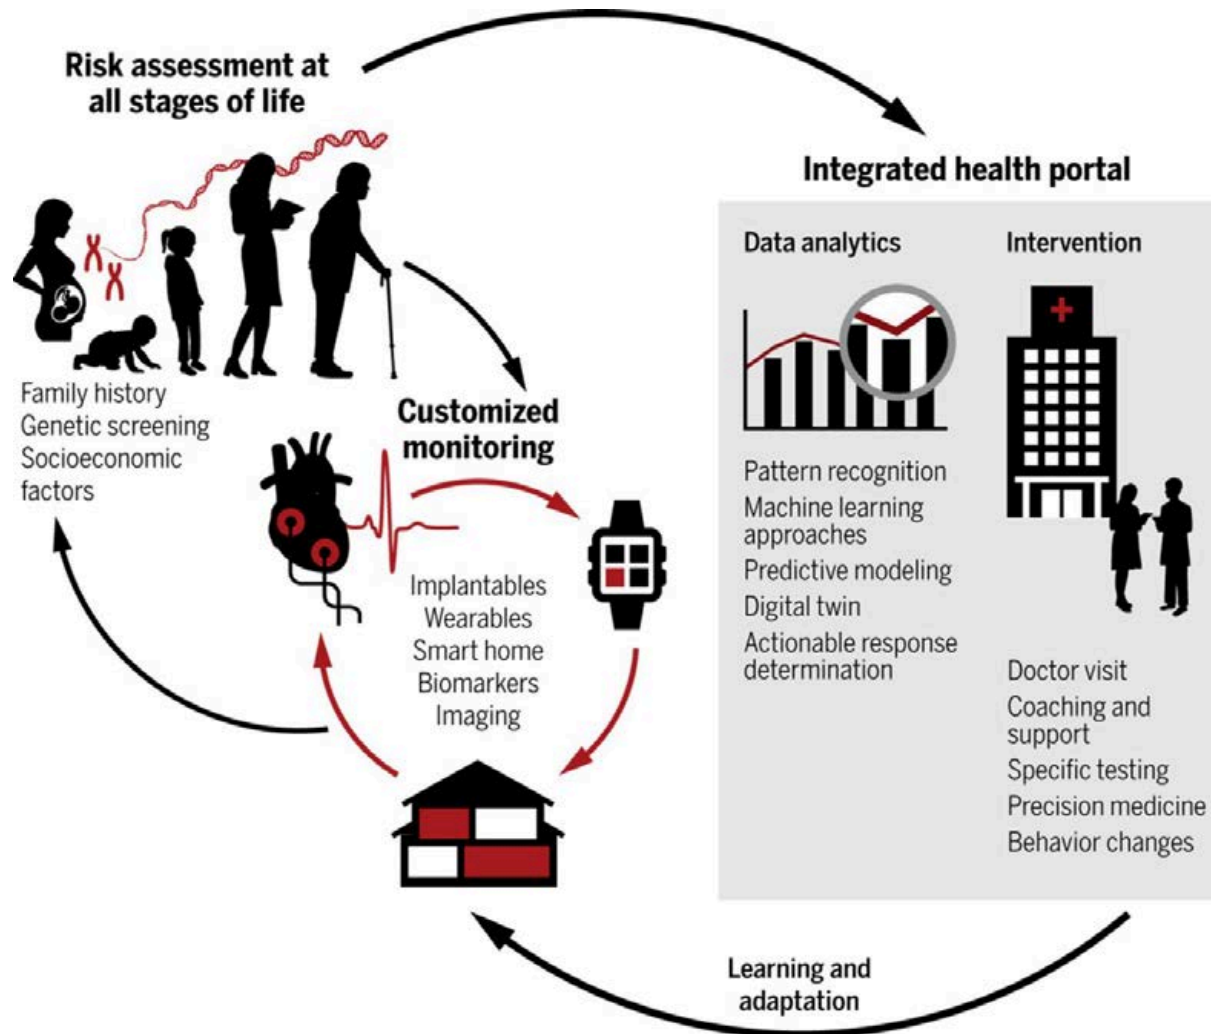 Risk assessment at
all stages of life
Family history
Genetic screening
Socioeconomic
factors
Customized
monitoring
Implantables
Wearables
Smart home
Biomarkers
Imaging
Integrated health portal
Data analytics
Pattern recognition
Machine learning
approaches
Predictive modeling
Digital twin
Actionable response
determination
Intervention
Doctor visit
Coaching and
support
Specific testing
Precision medicine
Behavior changes
Learning and
adaptation